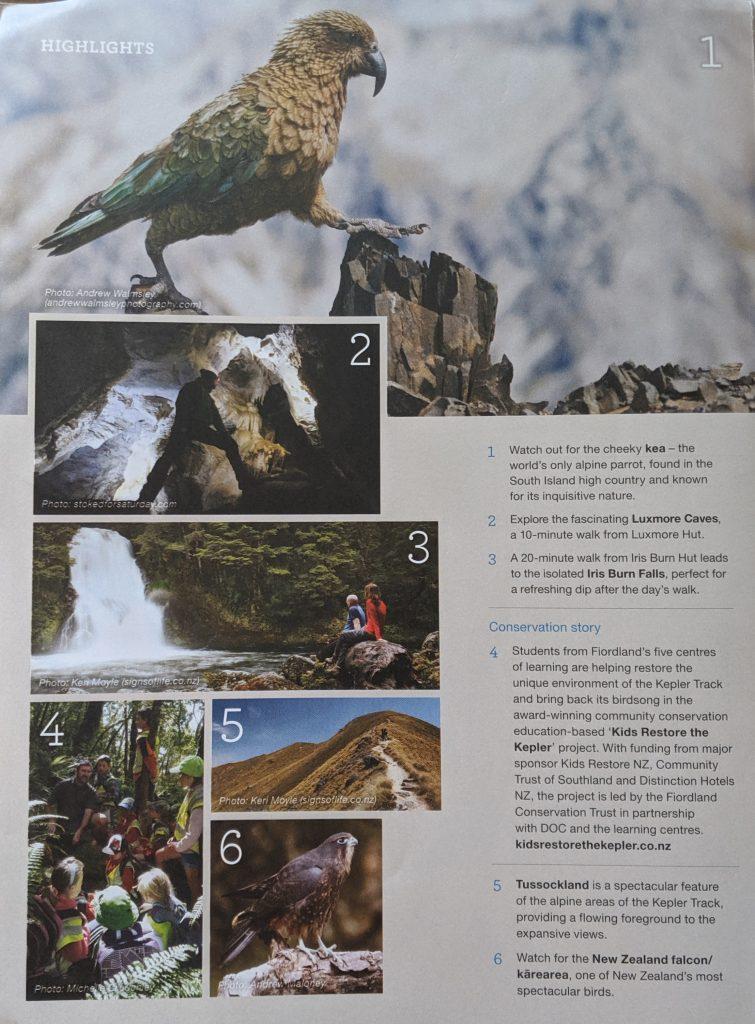 HIGHLIGHTS
1
Photo: Andrew Walmsley
(andrewwalmsleyphotography.com)
2
Photo: stokedforsaturday.com
3
Photo: Keri Moyle (signsoflife.co.nz)
4
Photo: Michelle
5
Photo: Keri Moyle (signsoflife.co.nz)
6
Photo: Andrew Maloney
1 Watch out for the cheeky kea – the
world's only alpine parrot, found in the
South Island high country and known
for its inquisitive nature.
2 Explore the fascinating Luxmore Caves,
a 10-minute walk from Luxmore Hut.
3 A 20-minute walk from Iris Burn Hut leads
to the isolated Iris Burn Falls, perfect for
a refreshing dip after the day's walk.
Conservation story
4 Students from Fiordland's five centres
of learning are helping restore the
unique environment of the Kepler Track
and bring back its birdsong in the
award-winning community conservation
education-based 'Kids Restore the
Kepler' project. With funding from major
sponsor Kids Restore NZ, Community
Trust of Southland and Distinction Hotels
NZ, the project is led by the Fiordland
Conservation Trust in partnership
with DOC and the learning centres.
kidsrestorethekepler.co.nz
5 Tussockland is a spectacular feature
of the alpine areas of the Kepler Track,
providing a flowing foreground to the
expansive views.
6 Watch for the New Zealand falcon/
kārearea, one of New Zealand's most
spectacular birds.